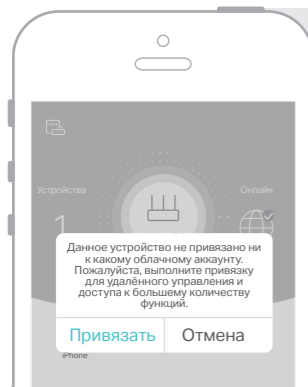 Устройства
Онлайн
1
Данное устройство не привязано ни
к какому облачному аккаунту.
Пожалуйста, выполните привязку
для удалённого управления и
доступа к большему количеству
функций.
Привязать
Отмена
iPhone